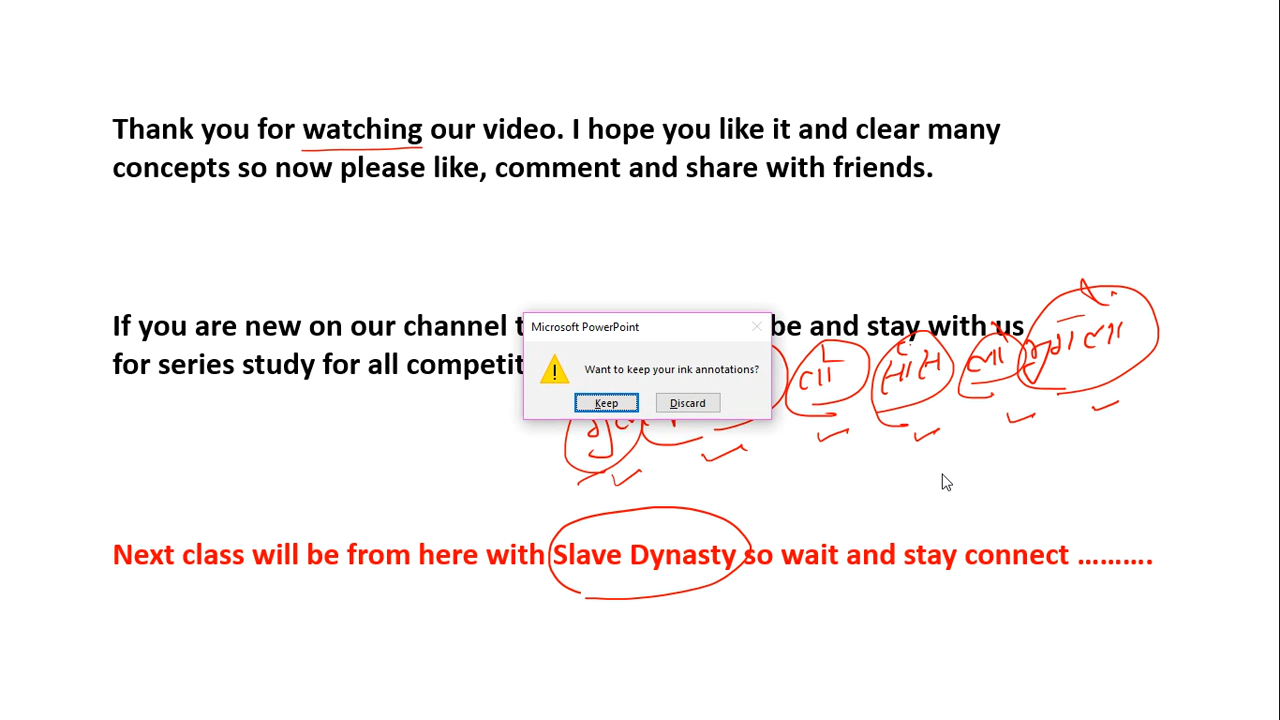 Thank you for watching our video. I hope you like it and clear many
concepts so now please like, comment and share with friends.
If you are new on our channel t be and stay with us
for series study for all competit
Microsoft PowerPoint
Want to keep your ink annotations?
Keep
Discard
Next class will be from here with Slave Dynasty so wait and stay connect ……….